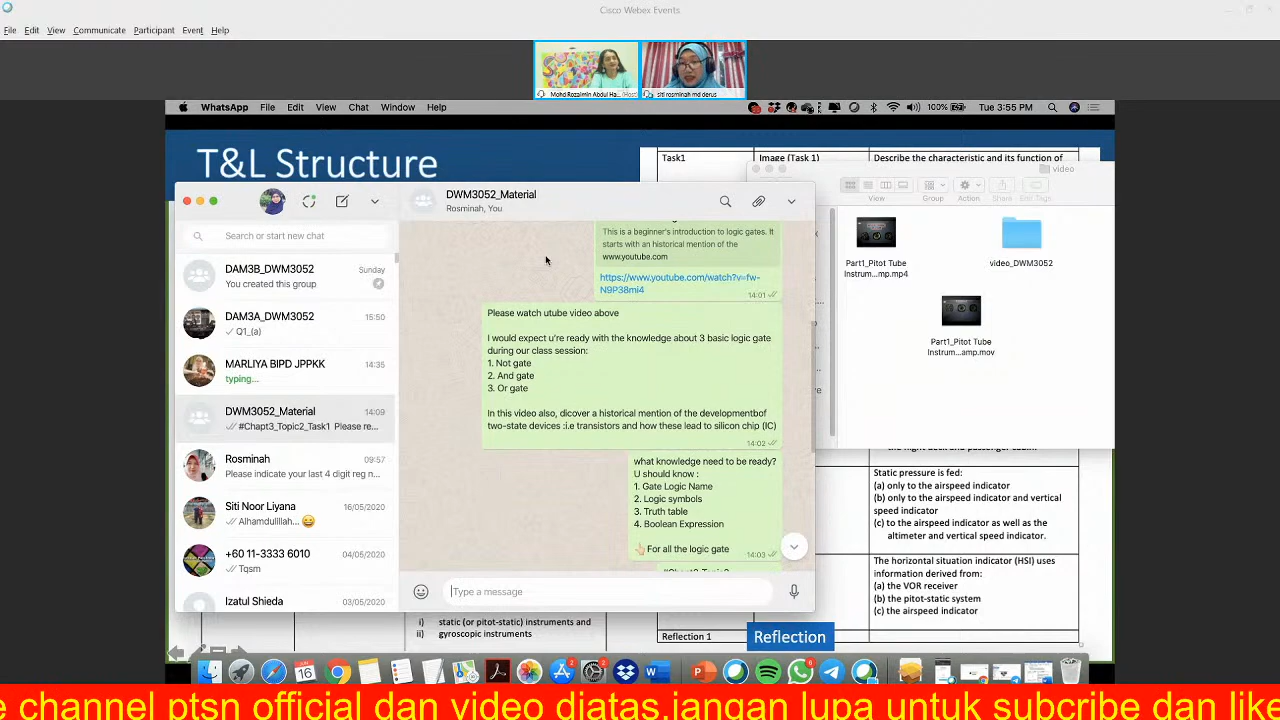 Cisco Webex Events
File Edit View Communicate Participant Event Help
Mohd.Rozaimin Abdul Ha... (Host)
siti rosminah md derus
WhatsApp File Edit View Chat Window Help
100% Tue 3:55 PM
T&L Structure
Task1
Image (Task 1)
Describe the characteristic and its function of
video
View Group Action Share Edit Tags
Part1_Pitot Tube
Instrum...mp.mp4
video_DWM3052
Part1_Pitot Tube
Instrum...amp.mov
DWM3052_Material
Rosminah, You
Search or start new chat
DAM3B_DWM3052 Sunday
You created this group
DAM3A_DWM3052 15:50
Q1_(a)
MARLIYA BIPD JPPKK 14:35
typing...
DWM3052_Material 14:09
#Chapt3_Topic2_Task1 Please re...
Rosminah 09:57
Please indicate your last 4 digit reg n...
Siti Noor Liyana 16/05/2020
Alhamdulillah... 😄
+60 11-3333 6010 04/05/2020
Tqsm
Izatul Shieda 03/05/2020
This is a beginner's introduction to logic gates. It
starts with an historical mention of the
www.youtube.com
https://www.youtube.com/watch?v=fw-
N9P38mi4
14:01
Please watch utube video above
I would expect u're ready with the knowledge about 3 basic logic gate
during our class session:
1. Not gate
2. And gate
3. Or gate
In this video also, dicover a historical mention of the developmentbof
two-state devices :i.e transistors and how these lead to silicon chip (IC)
14:02
what knowledge need to be ready?
U should know :
1. Gate Logic Name
2. Logic symbols
3. Truth table
4. Boolean Expression
👆🏻For all the logic gate
14:03
Type a message
Static pressure is fed:
(a) only to the airspeed indicator
(b) only to the airspeed indicator and vertical
speed indicator
(c) to the airspeed indicator as well as the
altimeter and vertical speed indicator.
The horizontal situation indicator (HSI) uses
information derived from:
(a) the VOR receiver
(b) the pitot-static system
(c) the airspeed indicator
i) static (or pitot-static) instruments and
ii) gyroscopic instruments
Reflection 1
Reflection
e channel ptsn official dan video diatas,jangan lupa untuk subcribe dan like